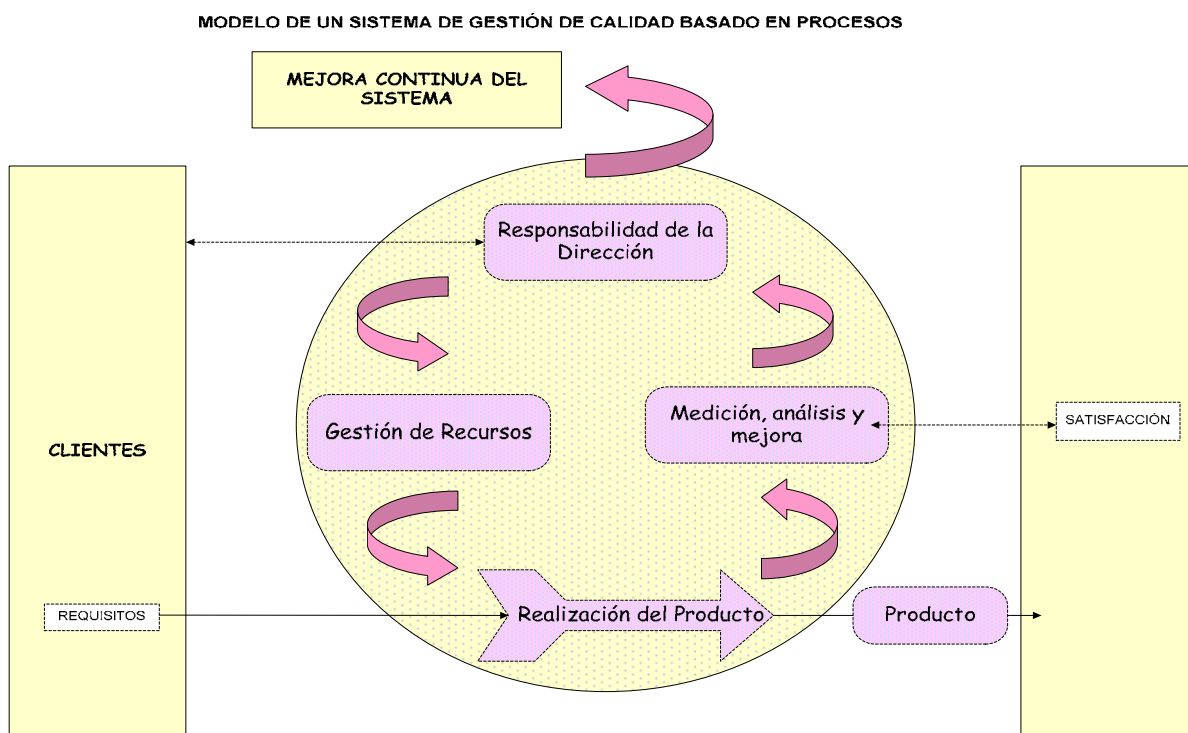 MODELO DE UN SISTEMA DE GESTIÓN DE CALIDAD BASADO EN PROCESOS
MEJORA CONTINUA DEL
SISTEMA
Responsabilidad de la
Dirección
Gestión de Recursos
Medición, análisis y
mejora
SATISFACCIÓN
CLIENTES
REQUISITOS
Realización del Producto
Producto